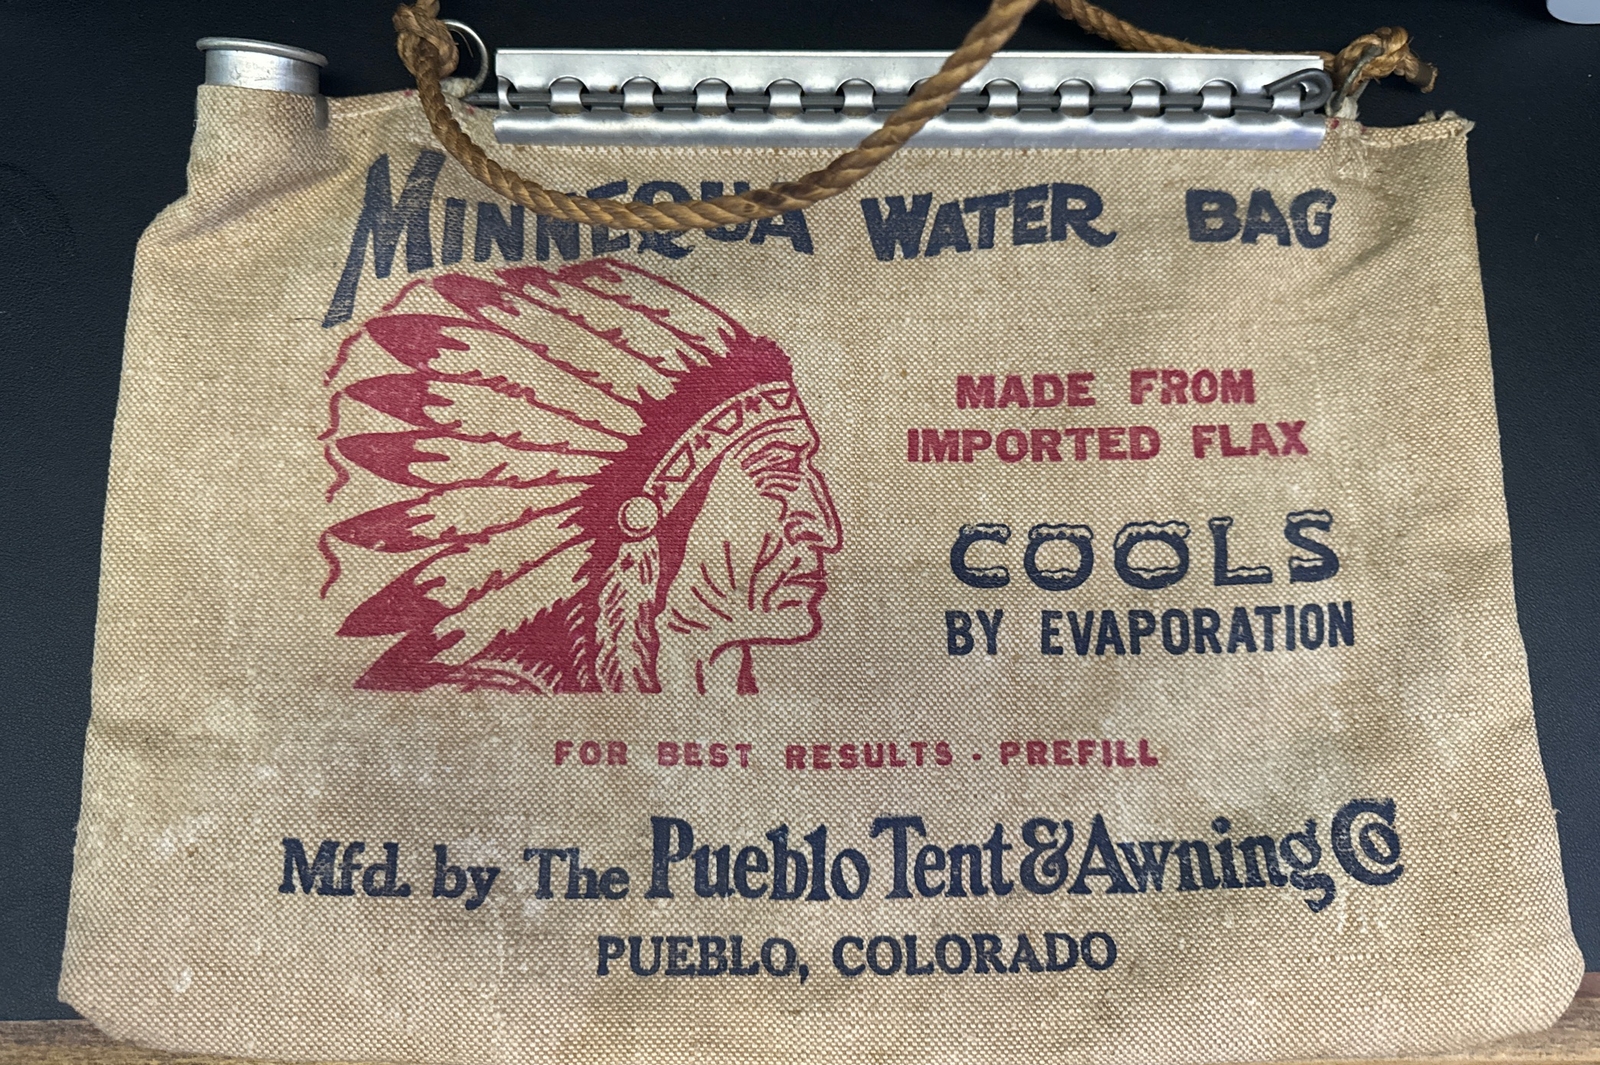 MINNEQUA WATER BAG
MADE FROM
IMPORTED FLAX
COOLS
BY EVAPORATION
FOR BEST RESULTS - PREFILL
Mfd. by The Pueblo Tent & Awning Co
PUEBLO, COLORADO